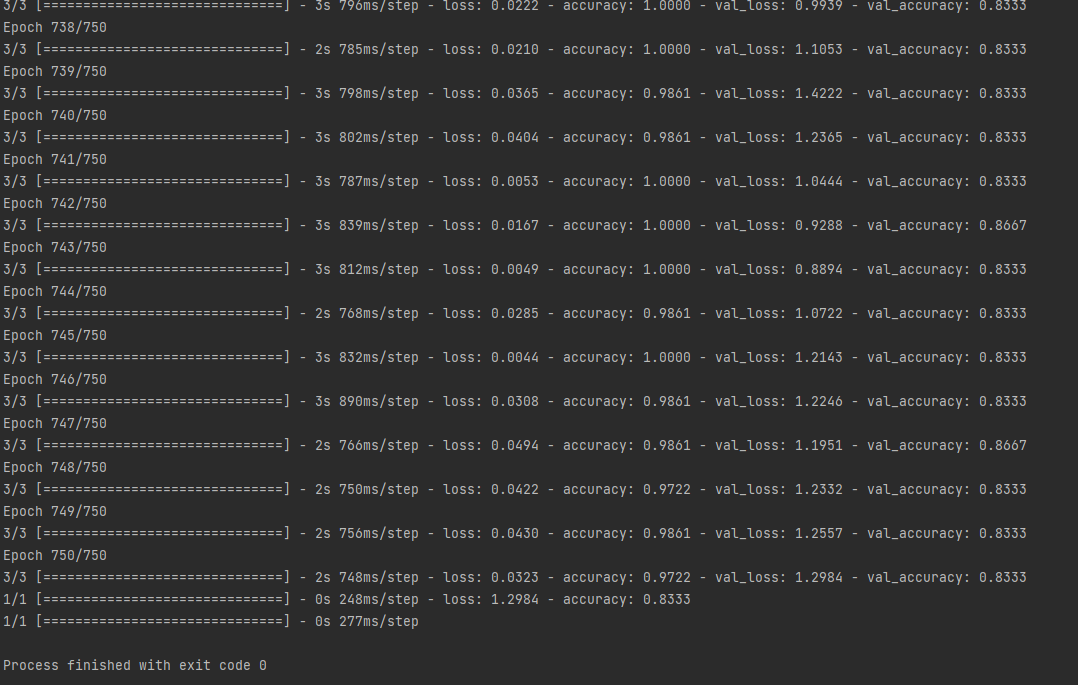 3/3 [==============================] - 3s 796ms/step - loss: 0.0222 - accuracy: 1.0000 - val_loss: 0.9939 - val_accuracy: 0.8333
Epoch 738/750
3/3 [==============================] - 2s 785ms/step - loss: 0.0210 - accuracy: 1.0000 - val_loss: 1.1053 - val_accuracy: 0.8333
Epoch 739/750
3/3 [==============================] - 3s 798ms/step - loss: 0.0365 - accuracy: 0.9861 - val_loss: 1.4222 - val_accuracy: 0.8333
Epoch 740/750
3/3 [==============================] - 3s 802ms/step - loss: 0.0404 - accuracy: 0.9861 - val_loss: 1.2365 - val_accuracy: 0.8333
Epoch 741/750
3/3 [==============================] - 3s 787ms/step - loss: 0.0053 - accuracy: 1.0000 - val_loss: 1.0444 - val_accuracy: 0.8333
Epoch 742/750
3/3 [==============================] - 3s 839ms/step - loss: 0.0167 - accuracy: 1.0000 - val_loss: 0.9288 - val_accuracy: 0.8667
Epoch 743/750
3/3 [==============================] - 3s 812ms/step - loss: 0.0049 - accuracy: 1.0000 - val_loss: 0.8894 - val_accuracy: 0.8333
Epoch 744/750
3/3 [==============================] - 2s 768ms/step - loss: 0.0285 - accuracy: 0.9861 - val_loss: 1.0722 - val_accuracy: 0.8333
Epoch 745/750
3/3 [==============================] - 3s 832ms/step - loss: 0.0044 - accuracy: 1.0000 - val_loss: 1.2143 - val_accuracy: 0.8333
Epoch 746/750
3/3 [==============================] - 3s 890ms/step - loss: 0.0308 - accuracy: 0.9861 - val_loss: 1.2246 - val_accuracy: 0.8333
Epoch 747/750
3/3 [==============================] - 2s 766ms/step - loss: 0.0494 - accuracy: 0.9861 - val_loss: 1.1951 - val_accuracy: 0.8667
Epoch 748/750
3/3 [==============================] - 2s 750ms/step - loss: 0.0422 - accuracy: 0.9722 - val_loss: 1.2332 - val_accuracy: 0.8333
Epoch 749/750
3/3 [==============================] - 2s 756ms/step - loss: 0.0430 - accuracy: 0.9861 - val_loss: 1.2557 - val_accuracy: 0.8333
Epoch 750/750
3/3 [==============================] - 2s 748ms/step - loss: 0.0323 - accuracy: 0.9722 - val_loss: 1.2984 - val_accuracy: 0.8333
1/1 [==============================] - 0s 248ms/step - loss: 1.2984 - accuracy: 0.8333
1/1 [==============================] - 0s 277ms/step
Process finished with exit code 0